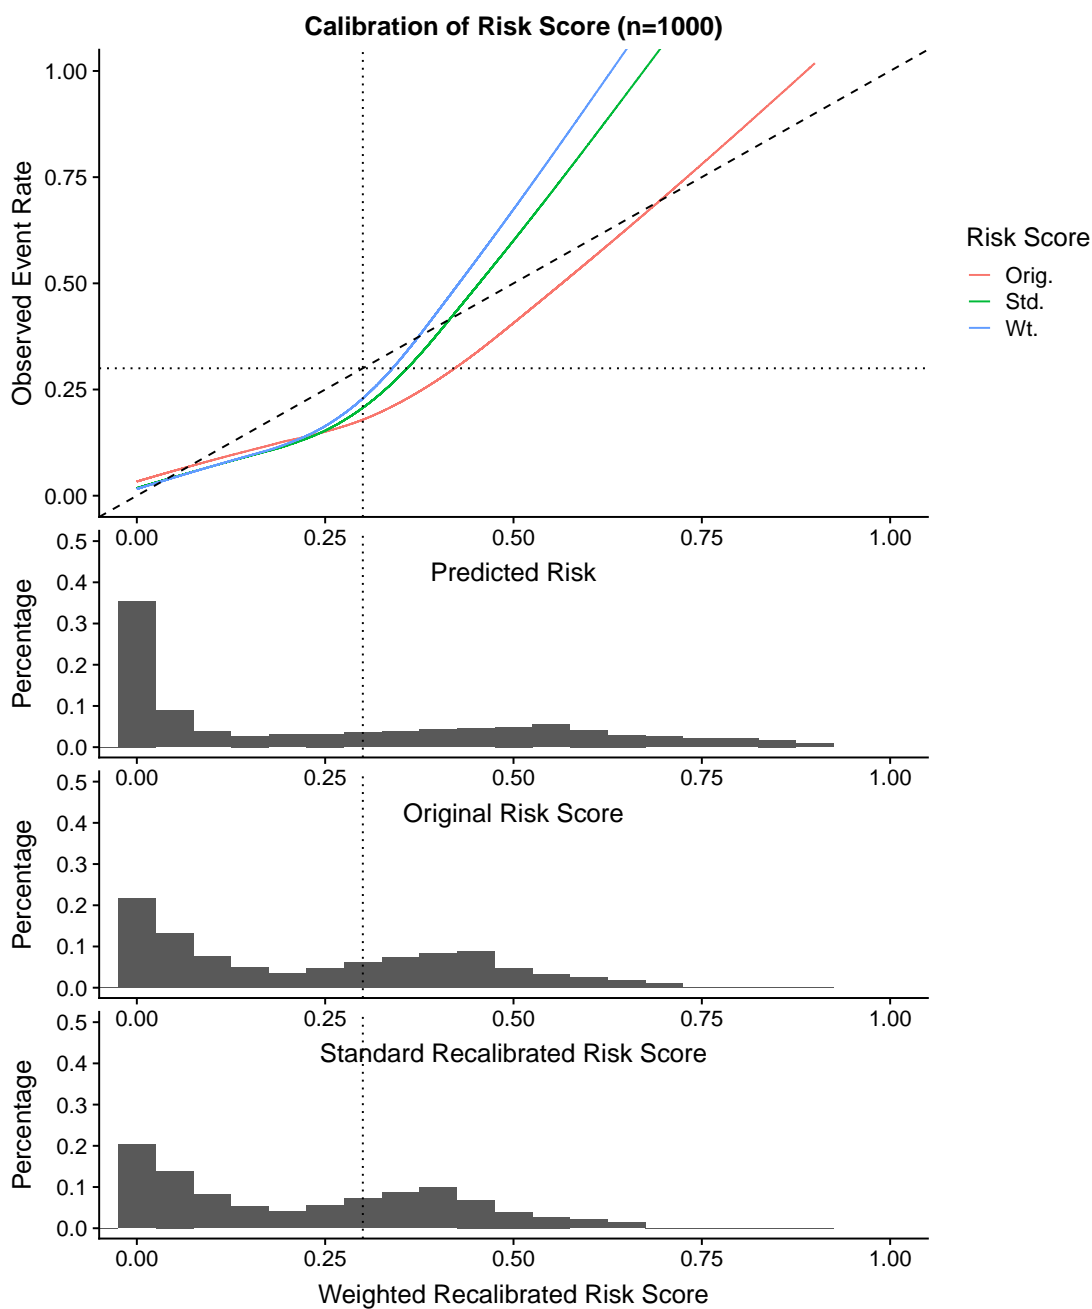 Calibration of Risk Score (n=1000)
Observed Event Rate
1.00
0.75
0.50
0.25
0.00
0.00 0.25 0.50 0.75 1.00
Predicted Risk
Risk Score
Orig.
Std.
Wt.
Percentage
0.5
0.4
0.3
0.2
0.1
0.0
0.00 0.25 0.50 0.75 1.00
Original Risk Score
Percentage
0.5
0.4
0.3
0.2
0.1
0.0
0.00 0.25 0.50 0.75 1.00
Standard Recalibrated Risk Score
Percentage
0.5
0.4
0.3
0.2
0.1
0.0
0.00 0.25 0.50 0.75 1.00
Weighted Recalibrated Risk Score